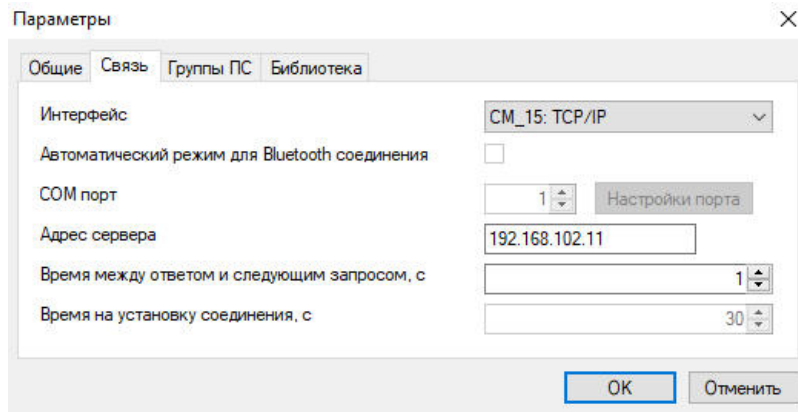 Параметры
Общие Связь Группы ПС Библиотека
Интерфейс CM_15: TCP/IP
Автоматический режим для Bluetooth соединения
COM порт 1 Настройки порта
Адрес сервера 192.168.102.11
Время между ответом и следующим запросом, с 1
Время на установку соединения, с 30
OK Отменить